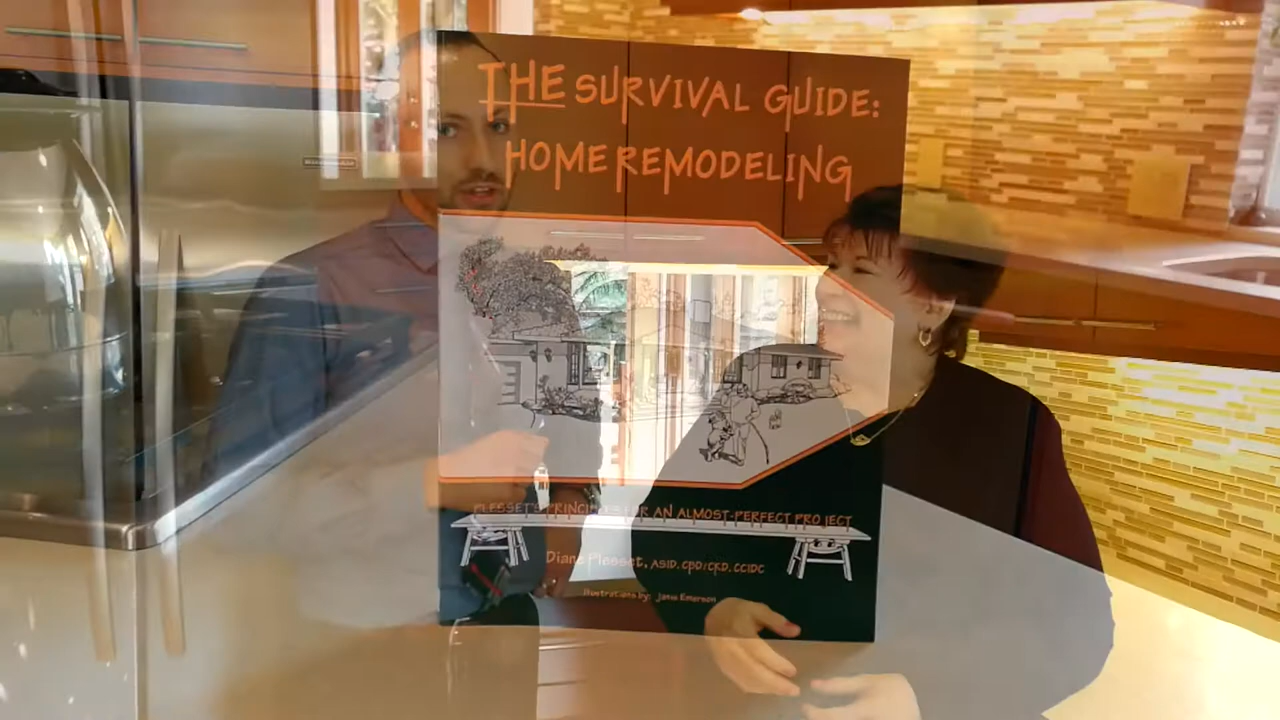 THE SURVIVAL GUIDE:
HOME REMODELING
PLESSET'S PRINCIPLES FOR AN ALMOST-PERFECT PROJECT
Diane Plesset, ASID, CPD/CKD, CCIDC
Illustrations by: Janie Emerson